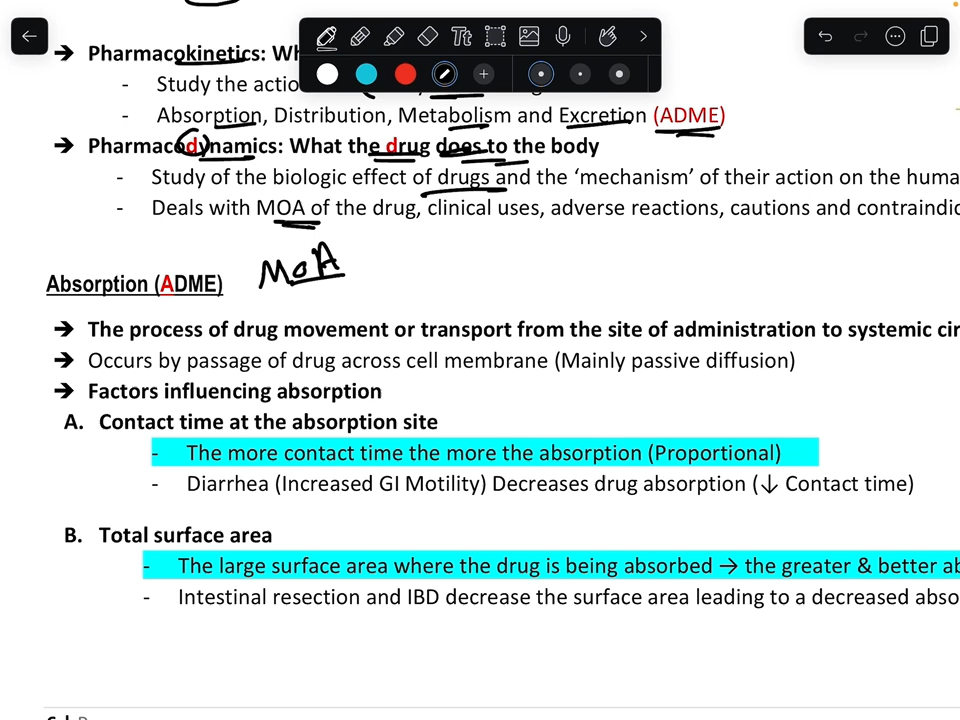 Tt
→ Pharmacokinetics: Wh
- Study the actio
- Absorption, Distribution, Metabolism and Excretion (ADME)
→ Pharmacodynamics: What the drug does to the body
- Study of the biologic effect of drugs and the ‘mechanism’ of their action on the huma
- Deals with MOA of the drug, clinical uses, adverse reactions, cautions and contraindic
MOA
Absorption (ADME)
→ The process of drug movement or transport from the site of administration to systemic cir
→ Occurs by passage of drug across cell membrane (Mainly passive diffusion)
→ Factors influencing absorption
A. Contact time at the absorption site
- The more contact time the more the absorption (Proportional)
- Diarrhea (Increased GI Motility) Decreases drug absorption (↓ Contact time)
B. Total surface area
- The large surface area where the drug is being absorbed → the greater & better ab
- Intestinal resection and IBD decrease the surface area leading to a decreased abso